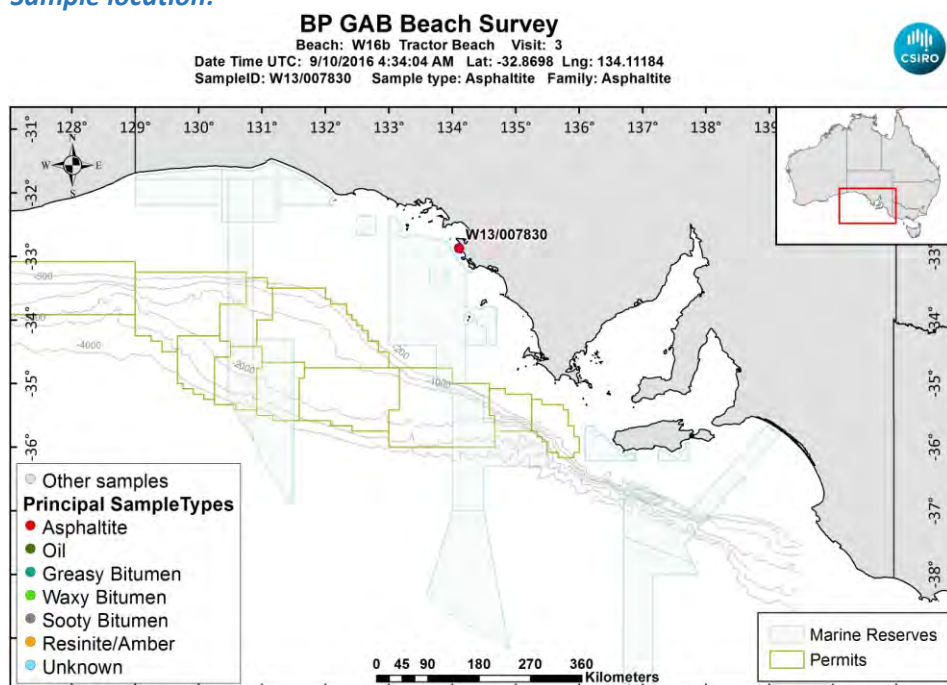 Sample location:
BP GAB Beach Survey
Beach: W16b Tractor Beach Visit: 3
Date Time UTC: 9/10/2016 4:34:04 AM Lat: -32.8698 Lng: 134.11184
SampleID: W13/007830 Sample type: Asphaltite Family: Asphaltite
CSIRO
128° 129° 130° 131° 132° 133° 134° 135° 136° 137° 138° 139
-31°
-32°
-33°
-34°
-35°
-36°
-37°
-38°
N
W E
S
W13/007830
-33°
-34°
-35°
-36°
-37°
-38°
-200
-1000
-2000
-4000
Other samples
Principal SampleTypes
Asphaltite
Oil
Greasy Bitumen
Waxy Bitumen
Sooty Bitumen
Resinite/Amber
Unknown
0 45 90 180 270 360
Kilometers
Marine Reserves
Permits